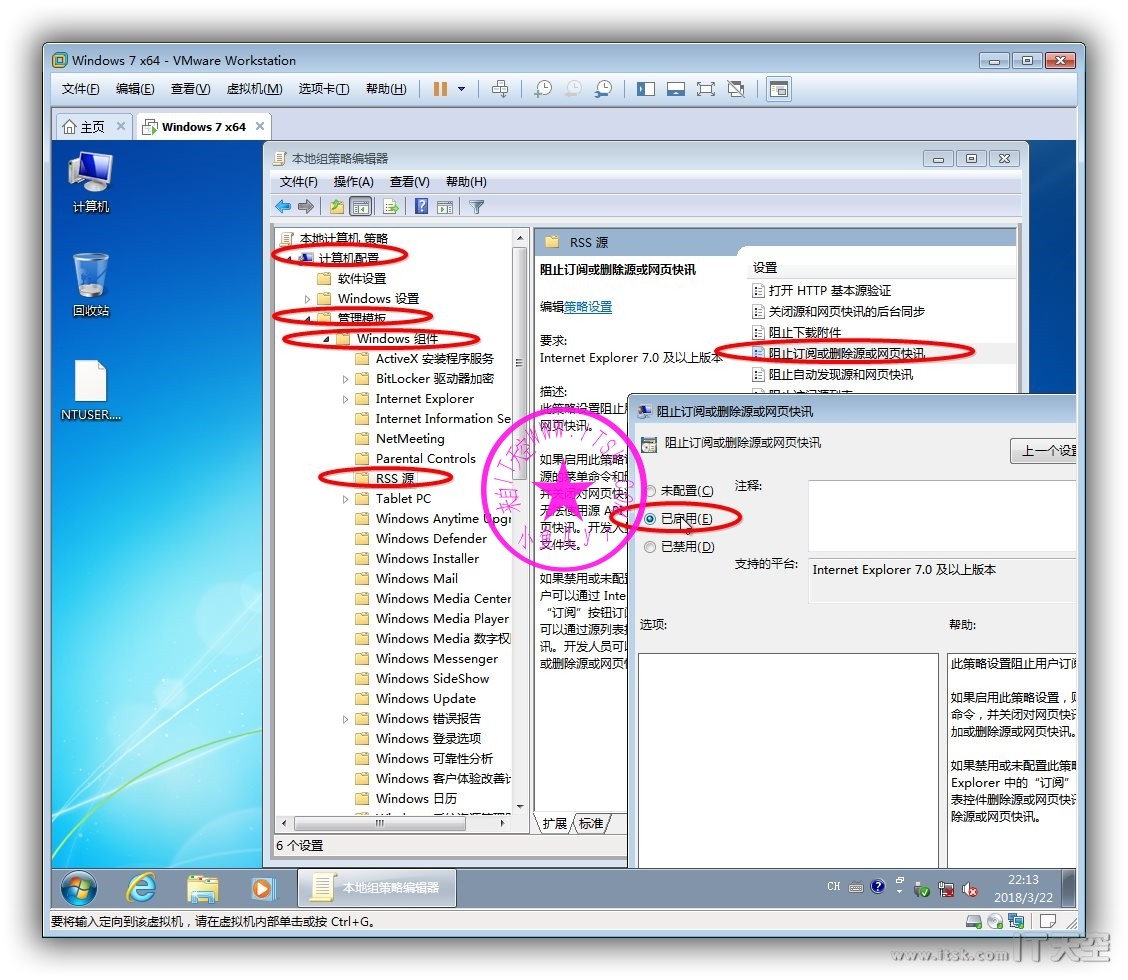 Windows 7 x64 - VMware Workstation
文件(F) 编辑(E) 查看(V) 虚拟机(M) 选项卡(T) 帮助(H)
主页 Windows 7 x64
计算机
回收站
NTUSER....
本地组策略编辑器
文件(F) 操作(A) 查看(V) 帮助(H)
本地计算机 策略
计算机配置
软件设置
Windows 设置
管理模板
Windows 组件
ActiveX 安装程序服务
BitLocker 驱动器加密
Internet Explorer
Internet Information Se
NetMeeting
Parental Controls
RSS 源
Tablet PC
Windows Anytime Upgr
Windows Defender
Windows Installer
Windows Mail
Windows Media Center
Windows Media Player
Windows Media 数字权
Windows Messenger
Windows SideShow
Windows Update
Windows 错误报告
Windows 登录选项
Windows 可靠性分析
Windows 客户体验改善计
Windows 日历
RSS 源
阻止订阅或删除源或网页快讯
编辑策略设置
要求:
Internet Explorer 7.0 及以上版本
描述:
此策略设置阻止
网页快讯。
如果启用此策略
源的菜单命令和
并关闭对网页快讯
无法使用源 AP
页快讯。开发人
文件夹。
如果禁用或未配
户可以通过 Inte
“订阅”按钮订
可以通过源列表
讯。开发人员可
或删除源或网页
设置
打开 HTTP 基本源验证
关闭源和网页快讯的后台同步
阻止下载附件
阻止订阅或删除源或网页快讯
阻止自动发现源和网页快讯
扩展 标准
6 个设置
阻止订阅或删除源或网页快讯
阻止订阅或删除源或网页快讯
上一个设置
未配置(C) 注释:
已启用(E)
已禁用(D)
支持的平台: Internet Explorer 7.0 及以上版本
选项: 帮助:
此策略设置阻止用户订阅
如果启用此策略设置，则
命令，并关闭对网页快讯
加或删除源或网页快讯。
如果禁用或未配置此策略
Explorer 中的“订阅”
表控件删除源或网页快讯
除源或网页快讯。
来自IT天空www.itsk.com
小鱼儿yr
本地组策略编辑器
CH
22:13
2018/3/22
要将输入定向到该虚拟机，请在虚拟机内部单击或按 Ctrl+G。
www.itsk.com IT天空